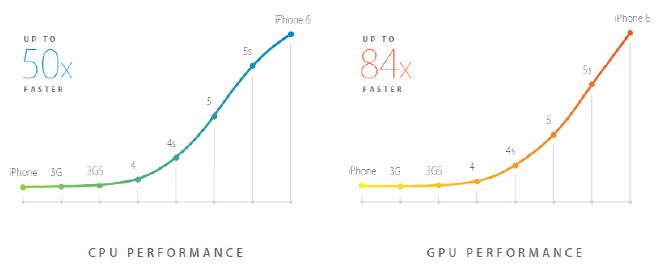 UP TO
50x
FASTER
iPhone
3G
3GS
4
4s
5
5s
iPhone 6
CPU PERFORMANCE
UP TO
84x
FASTER
iPhone
3G
3GS
4
4s
5
5s
iPhone 6
GPU PERFORMANCE